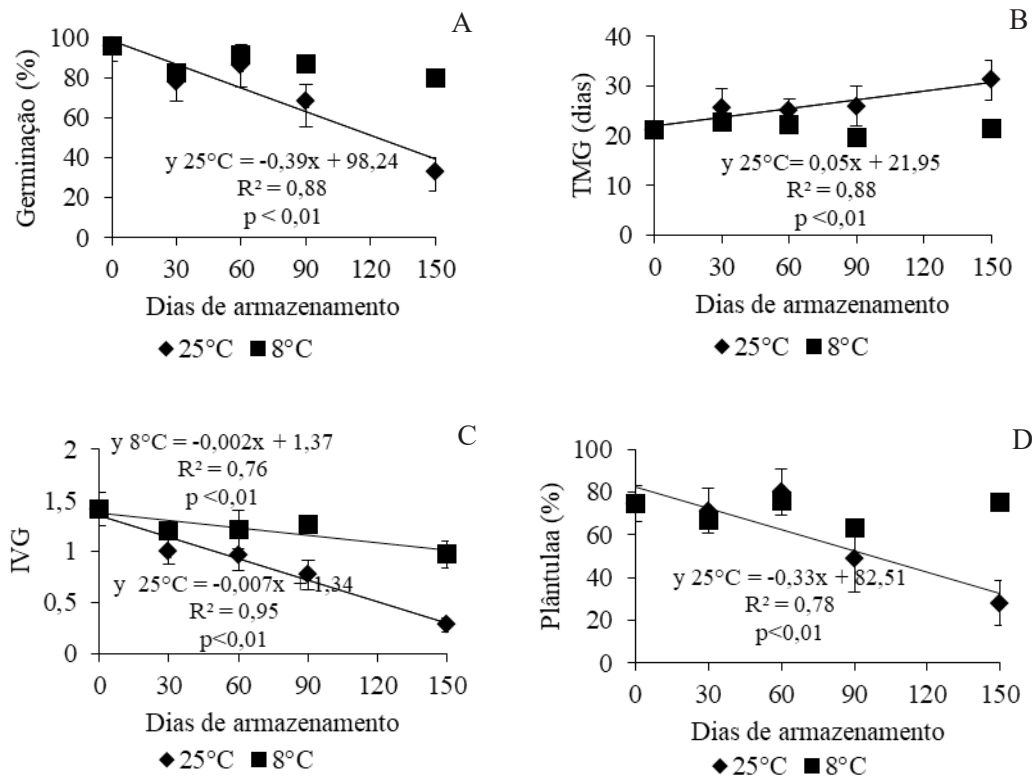 A
Germinação (%)
100
80
60
40
20
0
y 25°C = -0,39x + 98,24
R² = 0,88
p < 0,01
0 30 60 90 120 150
Dias de armazenamento
25°C 8°C
B
TMG (dias)
40
30
20
10
0
y 25°C= 0,05x + 21,95
R² = 0,88
p <0,01
0 30 60 90 120 150
Dias de armazenamento
25°C 8°C
C
IVG
y 8°C = -0,002x + 1,37
R² = 0,76
p <0,01
2
1,5
1
0,5
0
y 25°C = -0,007x + 1,34
R² = 0,95
p<0,01
0 30 60 90 120 150
Dias de armazenamento
25°C 8°C
D
Plântulaa (%)
100
80
60
40
20
0
y 25°C = -0,33x + 82,51
R² = 0,78
p<0,01
0 30 60 90 120 150
Dias de armazenamento
25°C 8°C